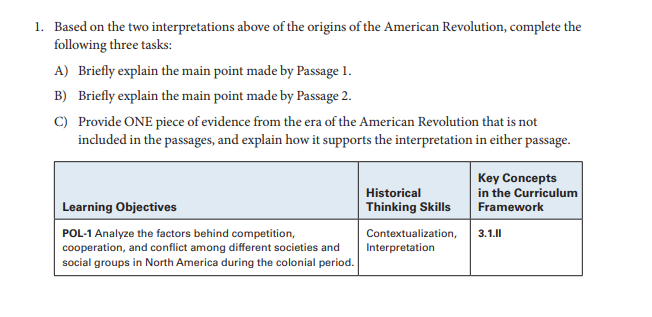 1. Based on the two interpretations above of the origins of the American Revolution, complete the
following three tasks:
A) Briefly explain the main point made by Passage 1.
B) Briefly explain the main point made by Passage 2.
C) Provide ONE piece of evidence from the era of the American Revolution that is not
included in the passages, and explain how it supports the interpretation in either passage.
Learning Objectives
Historical
Thinking Skills
Key Concepts
in the Curriculum
Framework
POL-1 Analyze the factors behind competition,
cooperation, and conflict among different societies and
social groups in North America during the colonial period.
Contextualization,
Interpretation
3.1.II